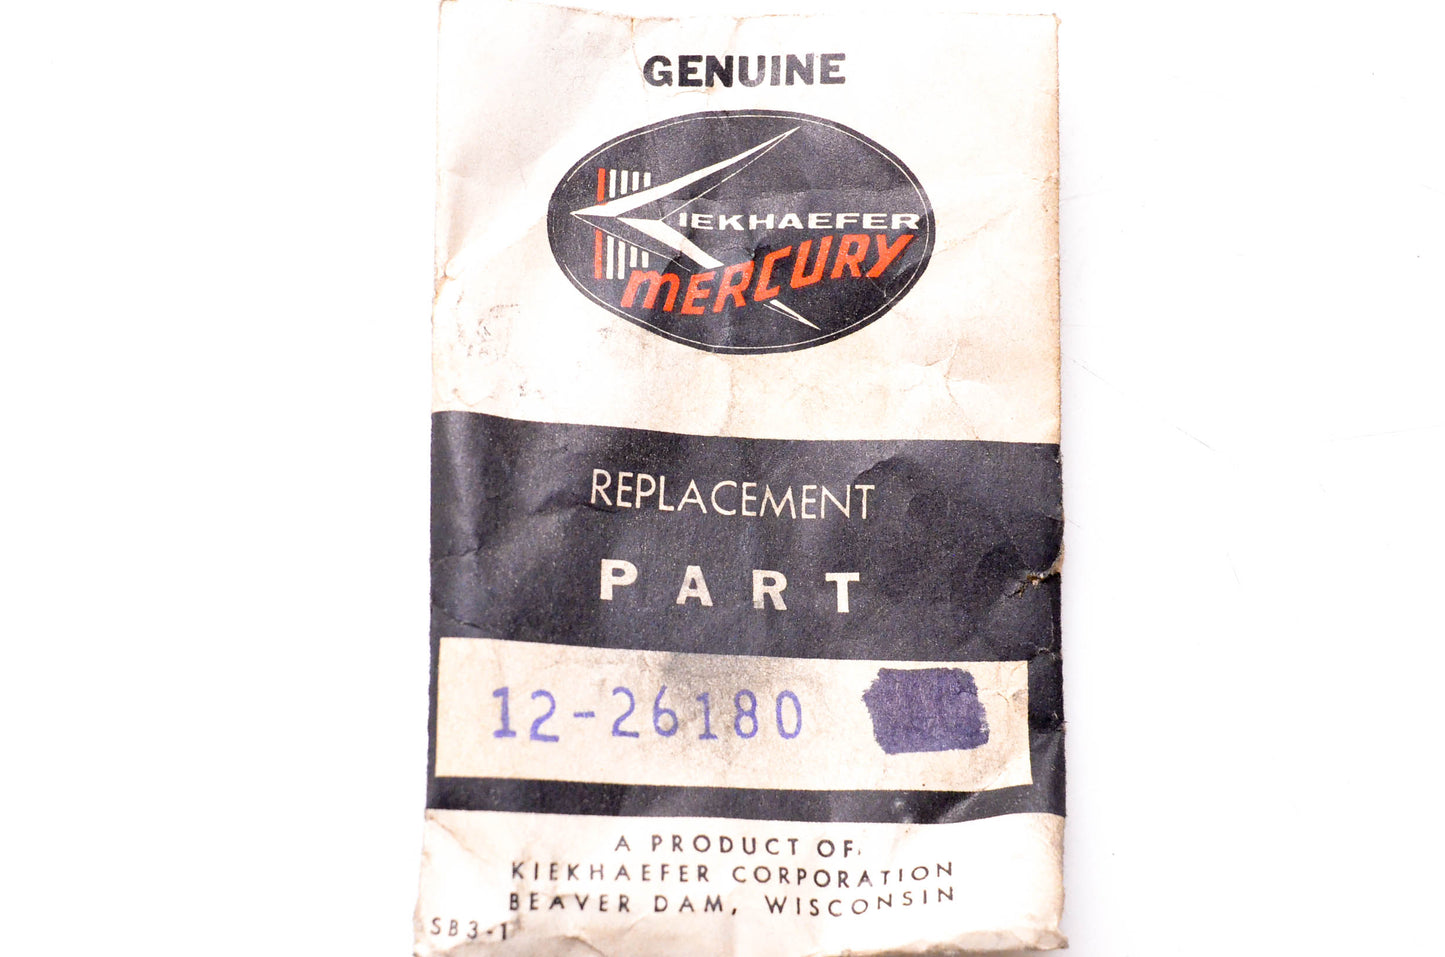 GENUINE
KIEKHAEFER
MERCURY
REPLACEMENT
PART
12-26180
A PRODUCT OF
KIEKHAEFER CORPORATION
BEAVER DAM, WISCONSIN
SB3-1